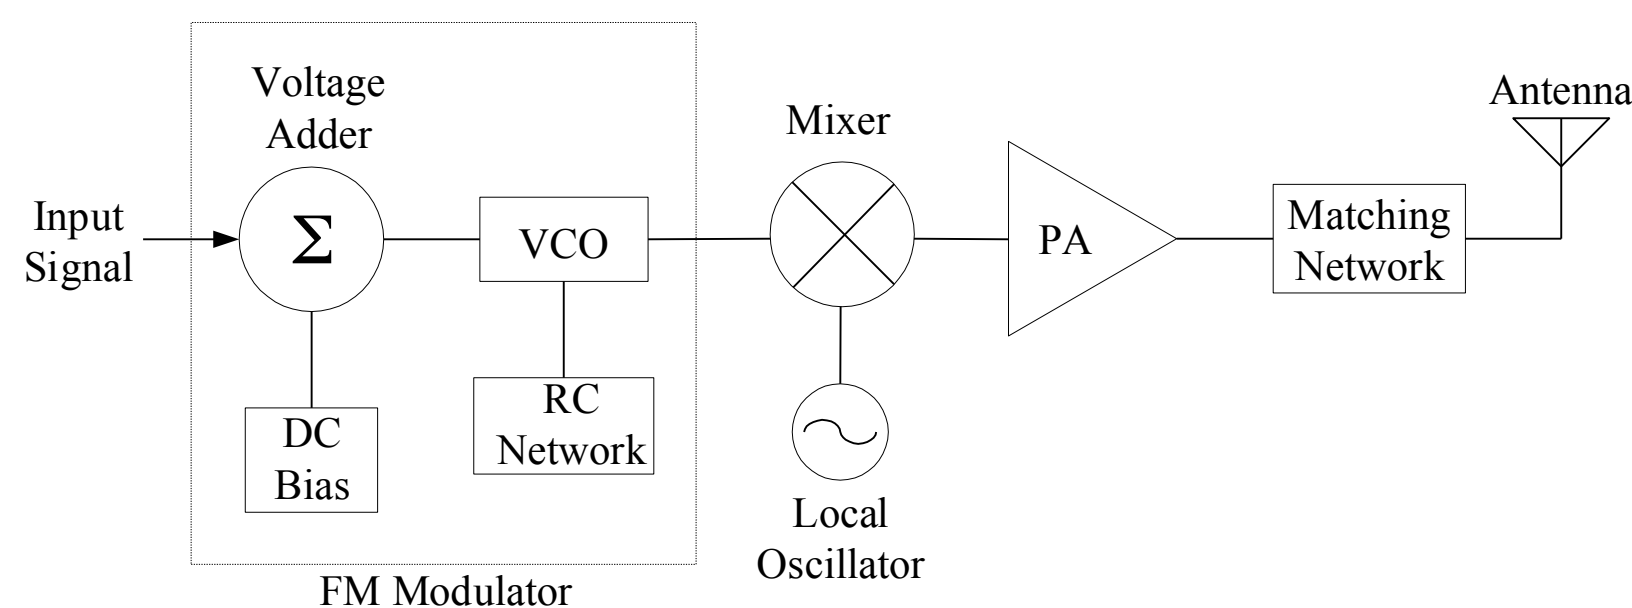 Voltage
Adder
Input
Signal
Σ
DC
Bias
VCO
RC
Network
FM Modulator
Mixer
Local
Oscillator
PA
Matching
Network
Antenna